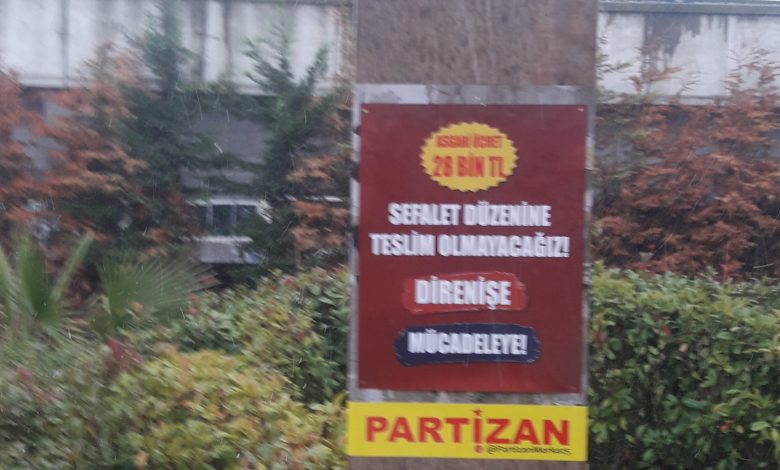 ASGARİ ÜCRET
28 BİN TL
SEFALET DÜZENİNE
TESLİM OLMAYACAĞIZ!
DİRENİŞE
MÜCADELEYE!
PARTİZAN